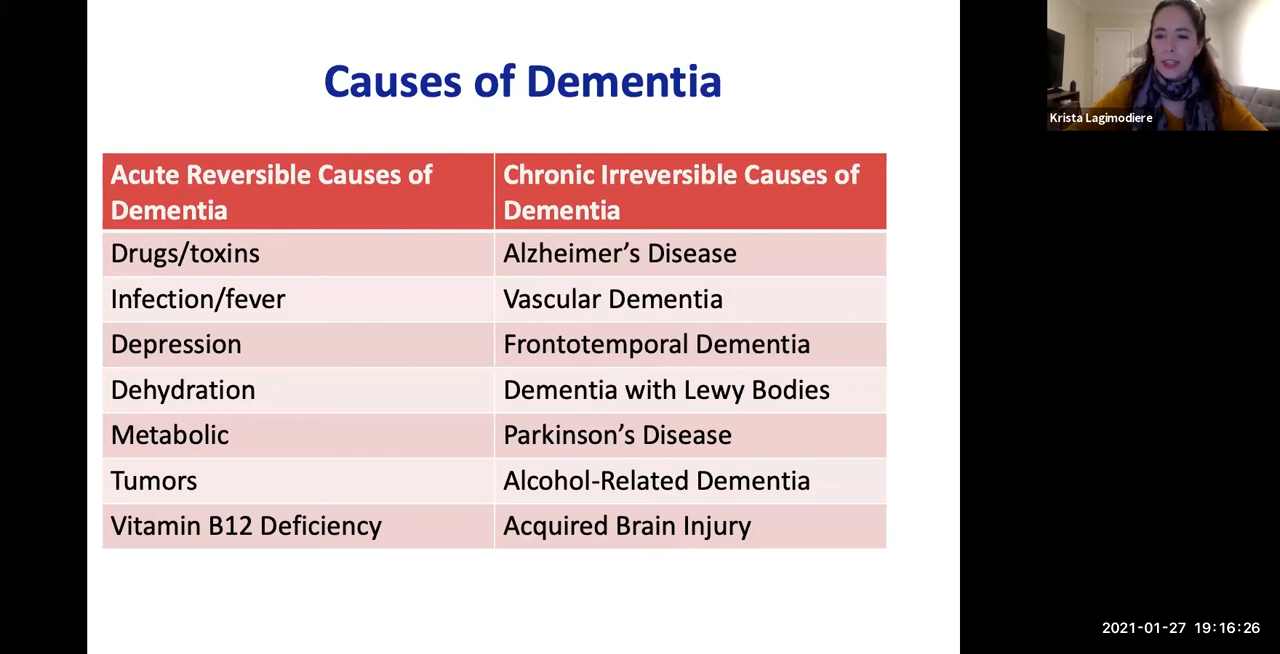 Causes of Dementia
Krista Lagimodiere
Acute Reversible Causes of
Dementia
Chronic Irreversible Causes of
Dementia
Drugs/toxins
Alzheimer’s Disease
Infection/fever
Vascular Dementia
Depression
Frontotemporal Dementia
Dehydration
Dementia with Lewy Bodies
Metabolic
Parkinson’s Disease
Tumors
Alcohol-Related Dementia
Vitamin B12 Deficiency
Acquired Brain Injury
2021-01-27 19:16:26